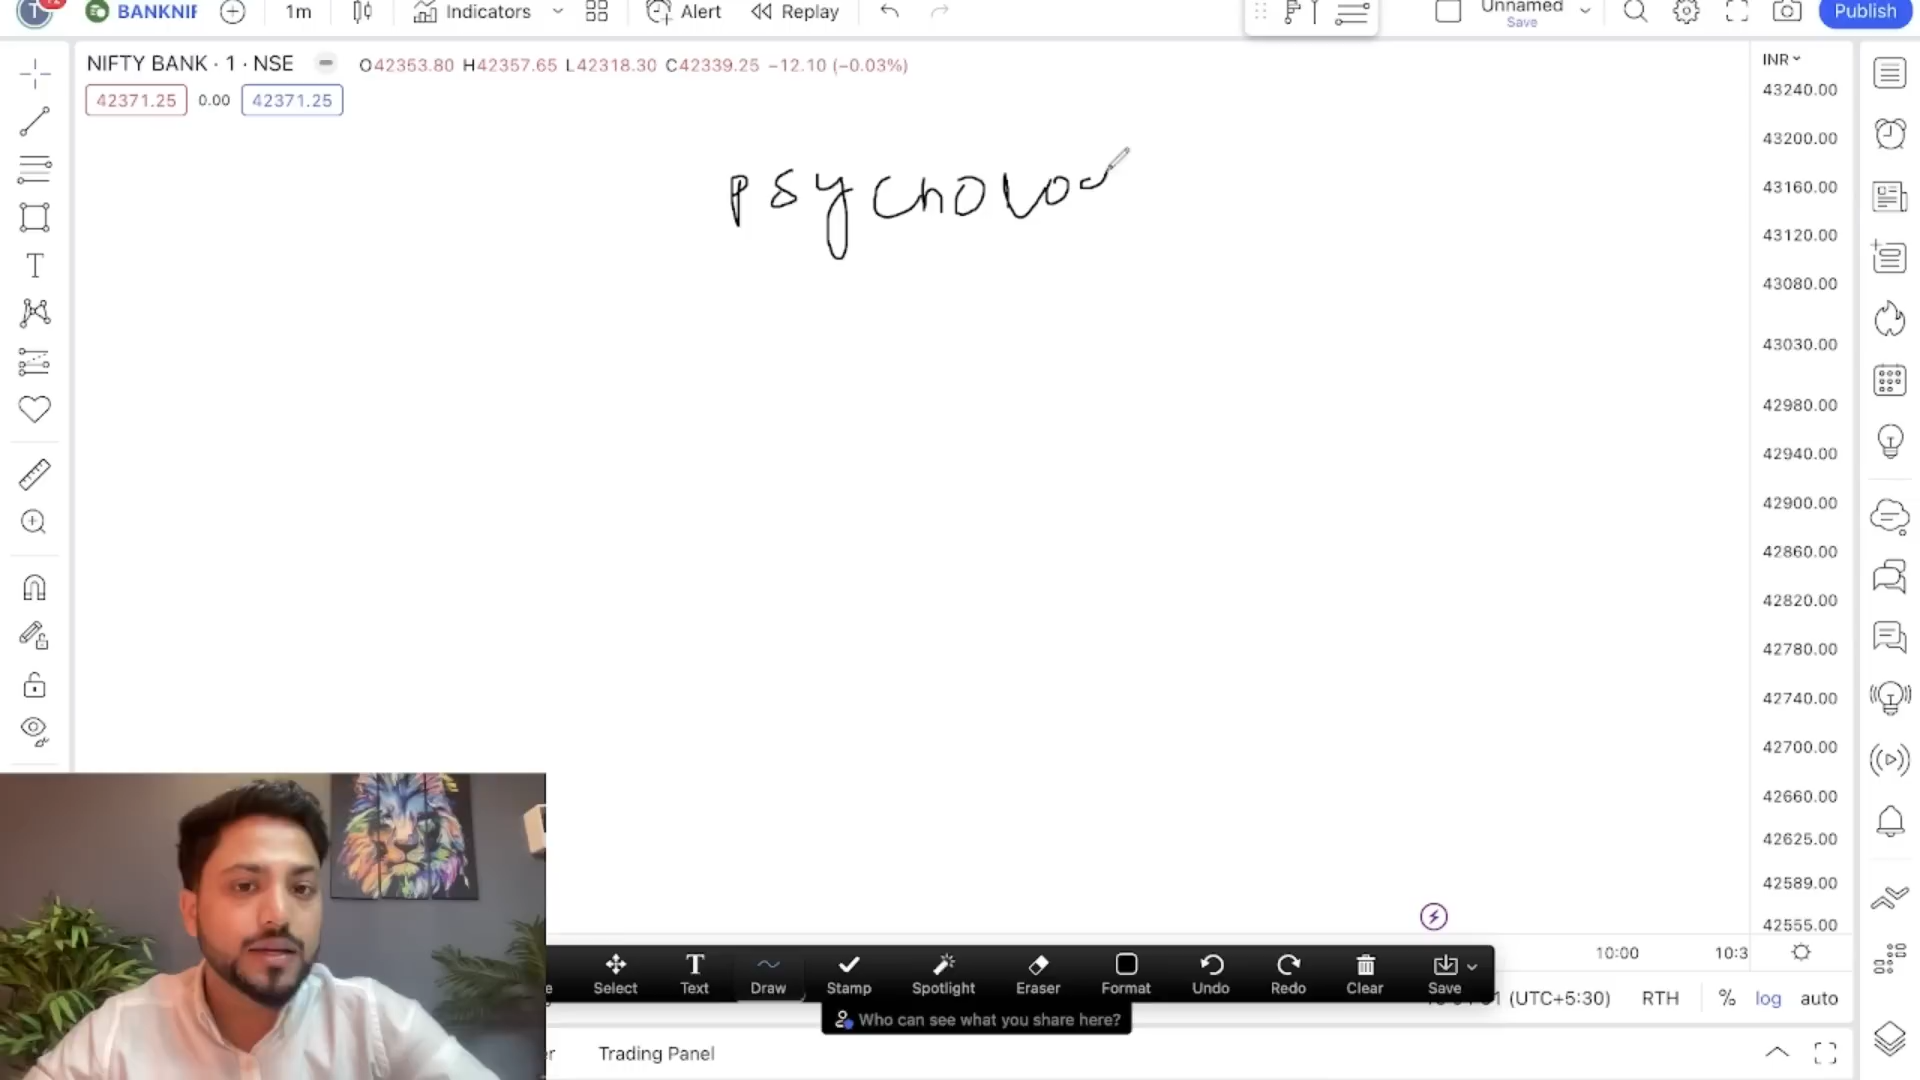 BANKNIF 1m Indicators Alert Replay Unnamed Save Publish
NIFTY BANK · 1 · NSE O42353.80 H42357.65 L42318.30 C42339.25 −12.10 (−0.03%)
42371.25 0.00 42371.25
INR
43240.00
43200.00
43160.00
43120.00
43080.00
43030.00
42980.00
42940.00
42900.00
42860.00
42820.00
42780.00
42740.00
42700.00
42660.00
42625.00
42589.00
42555.00
Psycholo
10:00 10:3
Select Text Draw Stamp Spotlight Eraser Format Undo Redo Clear Save
(UTC+5:30) RTH % log auto
Who can see what you share here?
Trading Panel